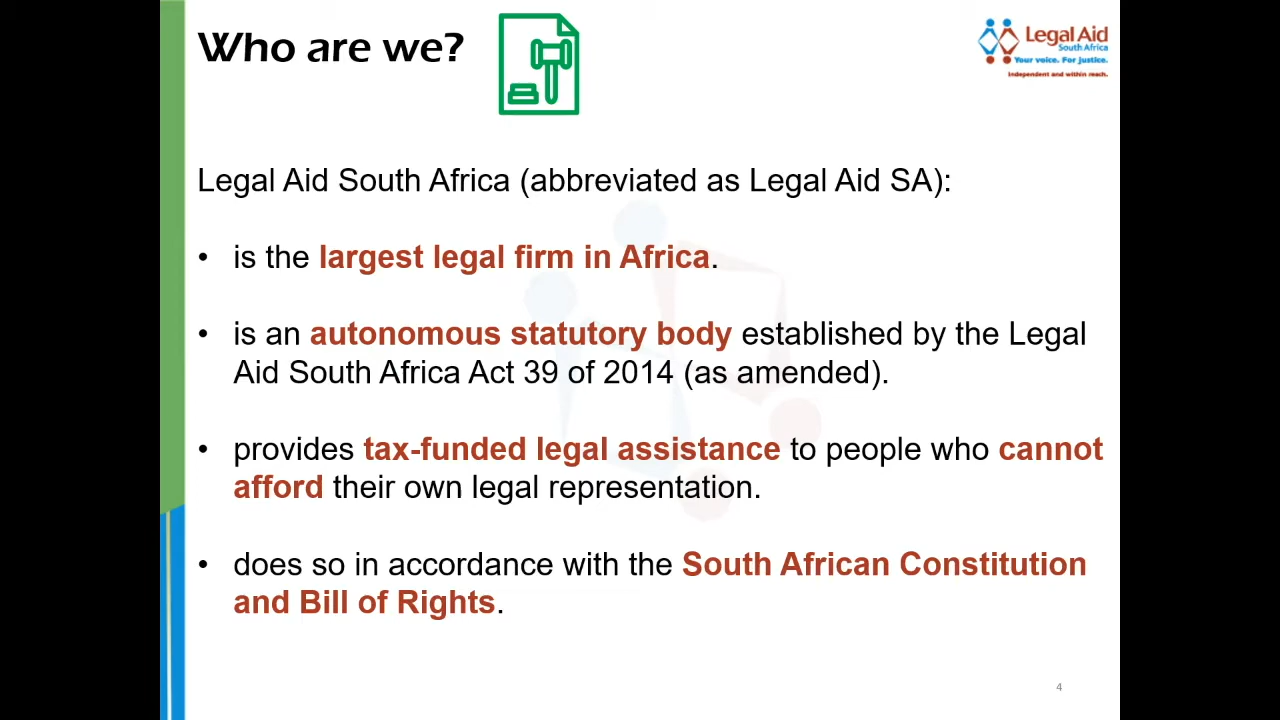 Who are we?
Legal Aid
South Africa
Your voice. For justice.
Independent and within reach.
Legal Aid South Africa (abbreviated as Legal Aid SA):
• is the largest legal firm in Africa.
• is an autonomous statutory body established by the Legal
Aid South Africa Act 39 of 2014 (as amended).
• provides tax-funded legal assistance to people who cannot
afford their own legal representation.
• does so in accordance with the South African Constitution
and Bill of Rights.
4